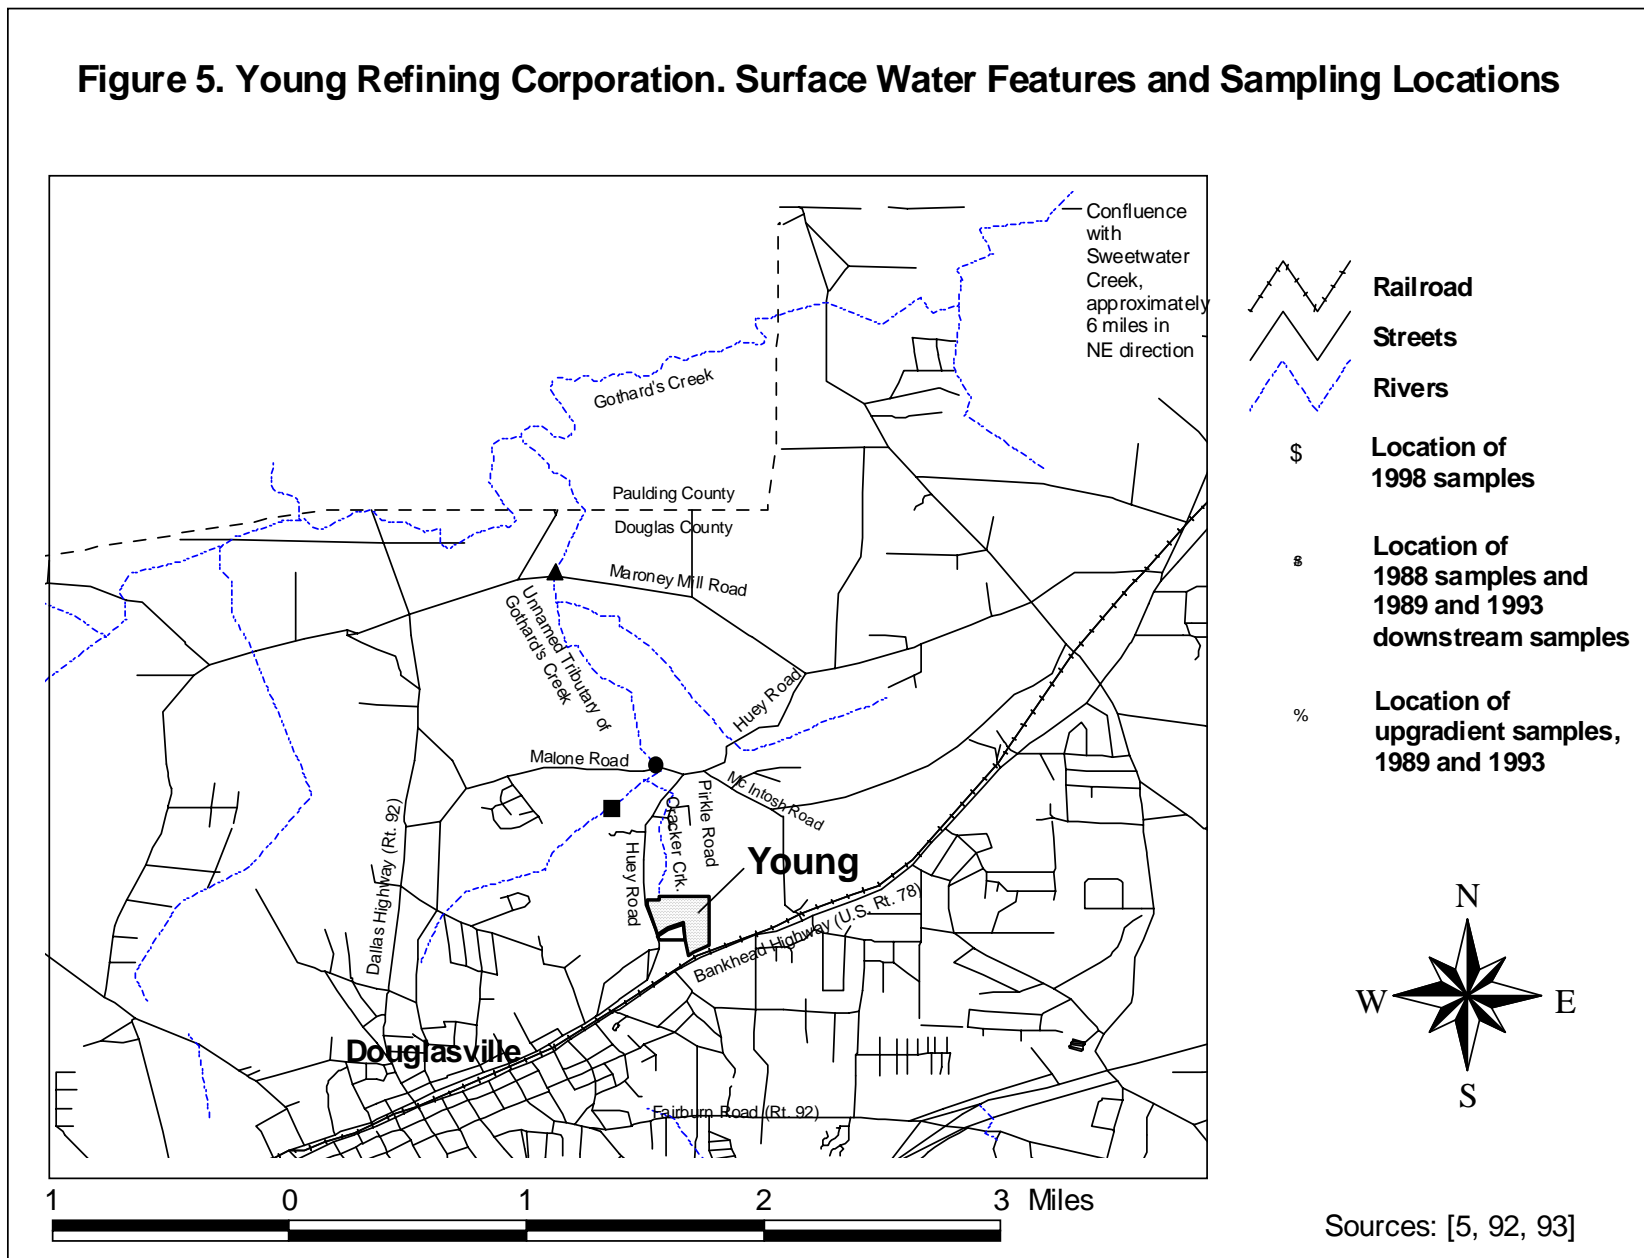 Figure 5. Young Refining Corporation. Surface Water Features and Sampling Locations
Confluence
with
Sweetwater
Creek,
approximately
6 miles in
NE direction
Gothard's Creek
Paulding County
Douglas County
Maroney Mill Road
Unnamed Tributary of
Gothard's Creek
Huey Road
Malone Road
Mc Intosh Road
Pirkle Road
Cracker Crk.
Huey Road
Young
Dallas Highway (Rt. 92)
Bankhead Highway (U.S. Rt. 78)
Douglasville
Fairburn Road (Rt. 92)
Railroad
Streets
Rivers
$
Location of
1998 samples
Location of
1988 samples and
1989 and 1993
downstream samples
%
Location of
upgradient samples,
1989 and 1993
N
W E
S
1 0 1 2 3 Miles
Sources: [5, 92, 93]